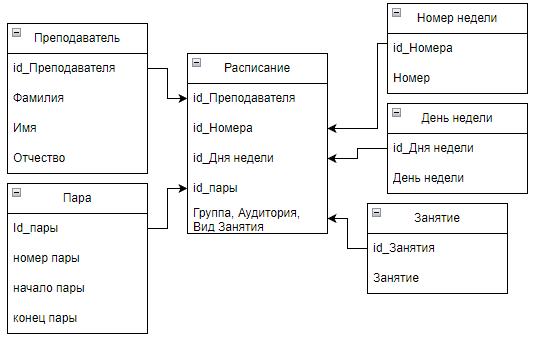 Преподаватель
id_Преподавателя
Фамилия
Имя
Отчество
Пара
Id_пары
номер пары
начало пары
конец пары
Расписание
id_Преподавателя
id_Номера
id_Дня недели
id_пары
Группа, Аудитория,
Вид Занятия
Номер недели
id_Номера
Номер
День недели
id_Дня недели
День недели
Занятие
id_Занятия
Занятие